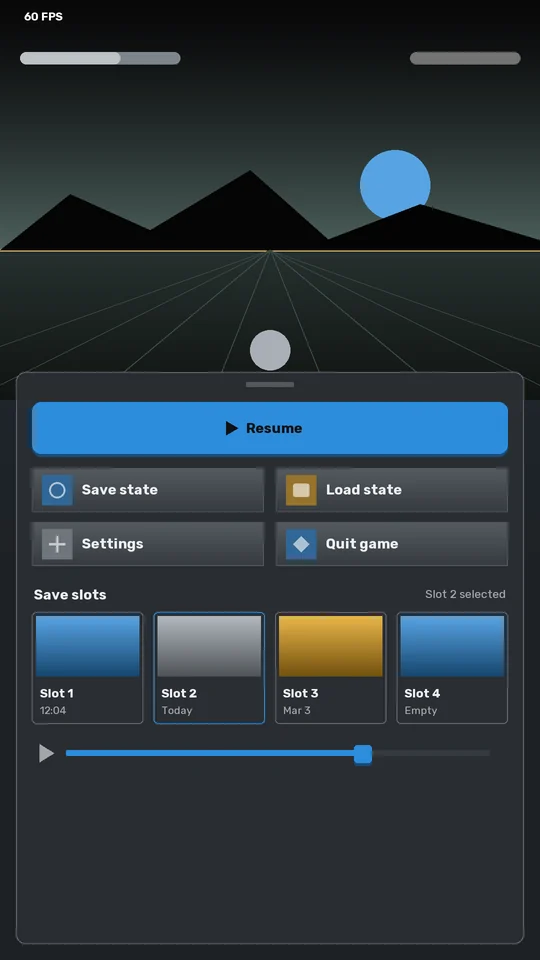 60 FPS
Resume
Save state
Load state
Settings
Quit game
Save slots
Slot 2 selected
Slot 1
12:04
Slot 2
Today
Slot 3
Mar 3
Slot 4
Empty